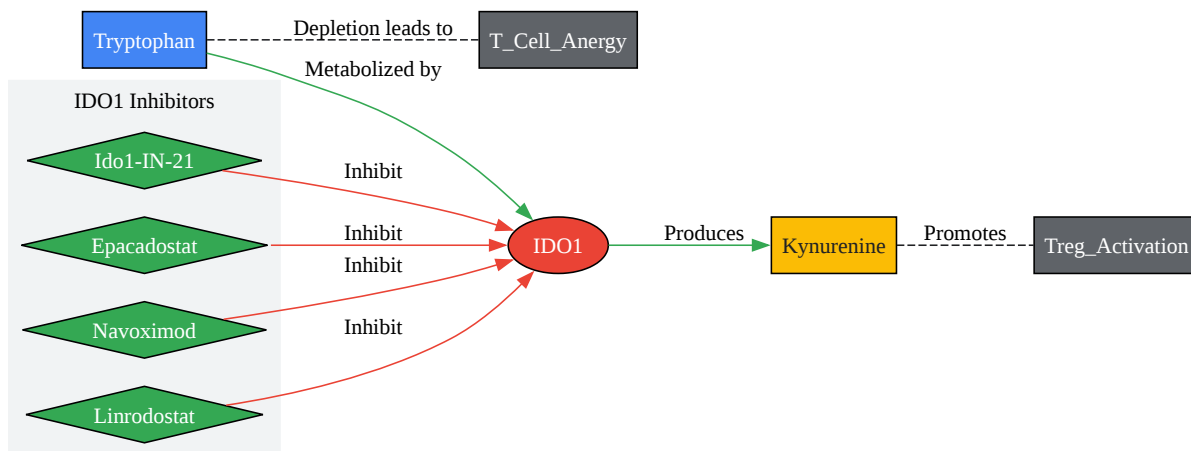 Tryptophan
Depletion leads to
T_Cell_Anergy
Metabolized by
IDO1 Inhibitors
Ido1-IN-21
Inhibit
Epacadostat
Inhibit
IDO1
Produces
Kynurenine
Promotes
Treg_Activation
Inhibit
Navoximod
Inhibit
Linrodostat